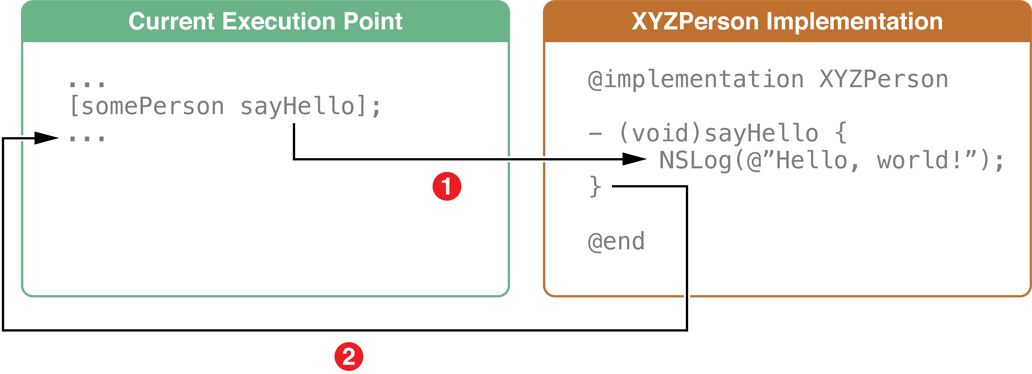 Current Execution Point
...
[somePerson sayHello];
...
XYZPerson Implementation
@implementation XYZPerson
– (void)sayHello {
NSLog(@”Hello, world!”);
}
@end
1
2